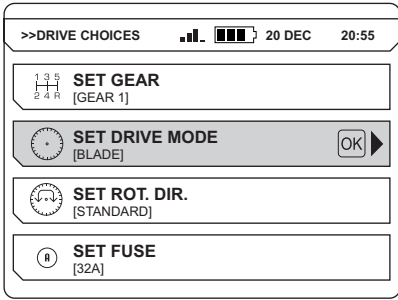 >>DRIVE CHOICES 20 DEC 20:55
1 3 5
2 4 R
SET GEAR
[GEAR 1]
SET DRIVE MODE
[BLADE]
OK
SET ROT. DIR.
[STANDARD]
A
SET FUSE
[32A]